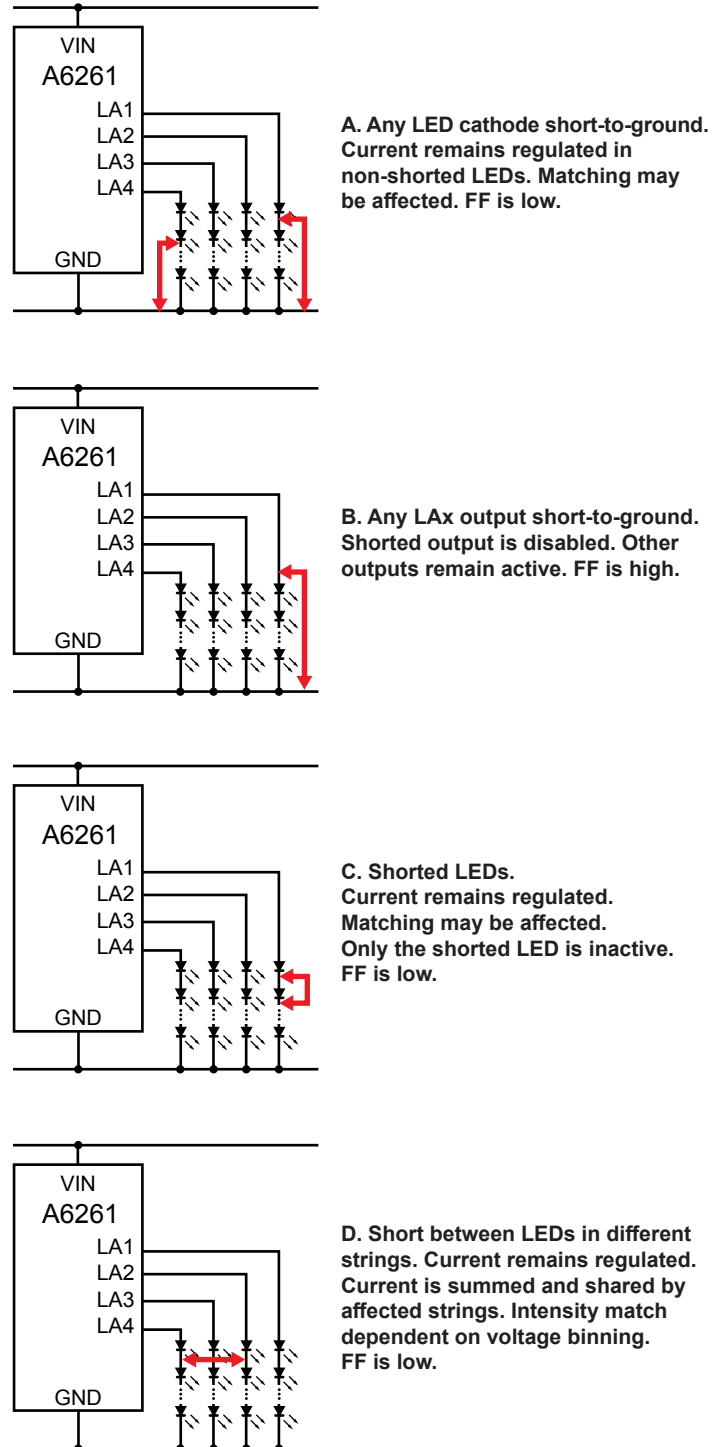 VIN
A6261
LA1
LA2
LA3
LA4
GND
A. Any LED cathode short-to-ground.
Current remains regulated in
non-shorted LEDs. Matching may
be affected. FF is low.
VIN
A6261
LA1
LA2
LA3
LA4
GND
B. Any LAx output short-to-ground.
Shorted output is disabled. Other
outputs remain active. FF is high.
VIN
A6261
LA1
LA2
LA3
LA4
GND
C. Shorted LEDs.
Current remains regulated.
Matching may be affected.
Only the shorted LED is inactive.
FF is low.
VIN
A6261
LA1
LA2
LA3
LA4
GND
D. Short between LEDs in different
strings. Current remains regulated.
Current is summed and shared by
affected strings. Intensity match
dependent on voltage binning.
FF is low.